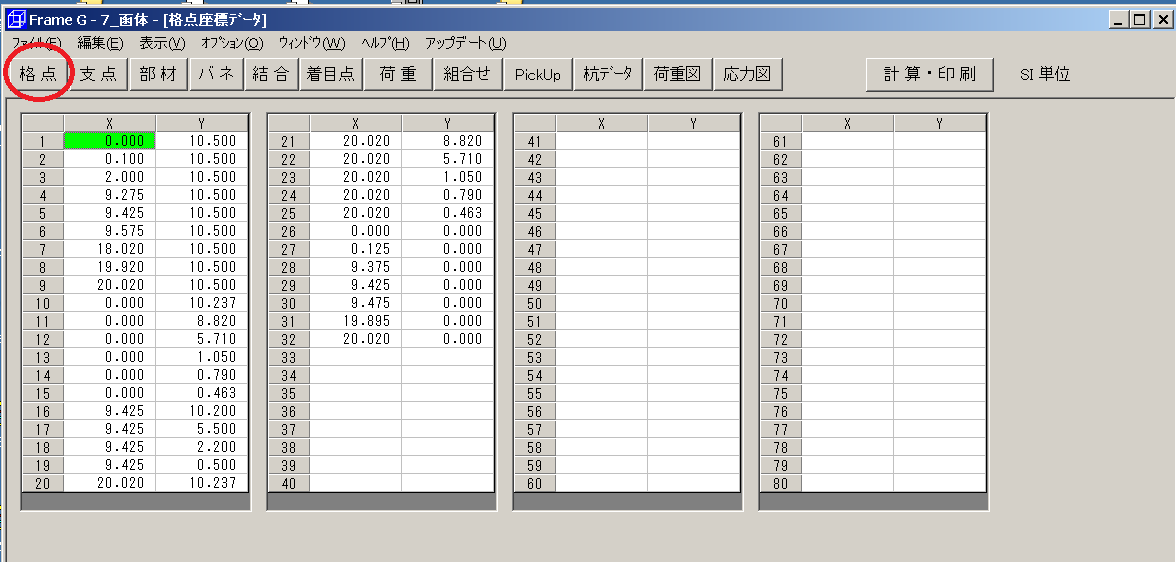 Frame G - 7_函体 - [格点座標データ]
ファイル(F) 編集(E) 表示(V) オプション(O) ウィンドウ(W) ヘルプ(H) アップデート(U)
格 点 支 点 部 材 バ ネ 結 合 着目点 荷 重 組合せ PickUp 杭データ 荷重図 応力図 計 算 ・ 印 刷 SI 単位
X Y X Y X Y X Y
1 0.000 10.500 21 20.020 8.820 41 61
2 0.100 10.500 22 20.020 5.710 42 62
3 2.000 10.500 23 20.020 1.050 43 63
4 9.275 10.500 24 20.020 0.790 44 64
5 9.425 10.500 25 20.020 0.463 45 65
6 9.575 10.500 26 0.000 0.000 46 66
7 18.020 10.500 27 0.125 0.000 47 67
8 19.920 10.500 28 9.375 0.000 48 68
9 20.020 10.500 29 9.425 0.000 49 69
10 0.000 10.237 30 9.475 0.000 50 70
11 0.000 8.820 31 19.895 0.000 51 71
12 0.000 5.710 32 20.020 0.000 52 72
13 0.000 1.050 33 53 73
14 0.000 0.790 34 54 74
15 0.000 0.463 35 55 75
16 9.425 10.200 36 56 76
17 9.425 5.500 37 57 77
18 9.425 2.200 38 58 78
19 9.425 0.500 39 59 79
20 20.020 10.237 40 60 80